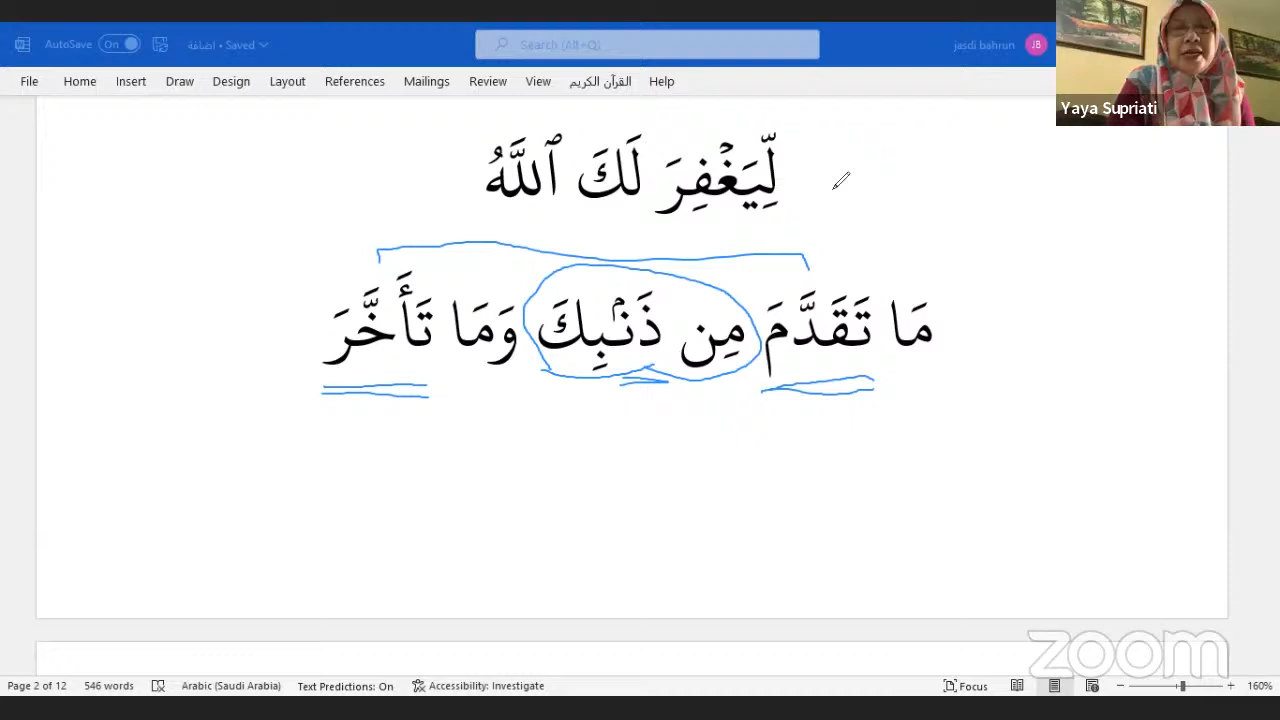 AutoSave On اضافة • Saved Search (Alt+Q) jasdi bahrun JB
File Home Insert Draw Design Layout References Mailings Review View القرآن الكريم Help
Yaya Supriati
لِّيَغۡفِرَ لَكَ ٱللَّهُ
مَا تَقَدَّمَ مِن ذَنۢبِكَ وَمَا تَأَخَّرَ
zoom
Page 2 of 12 546 words Arabic (Saudi Arabia) Text Predictions: On Accessibility: Investigate Focus 160%